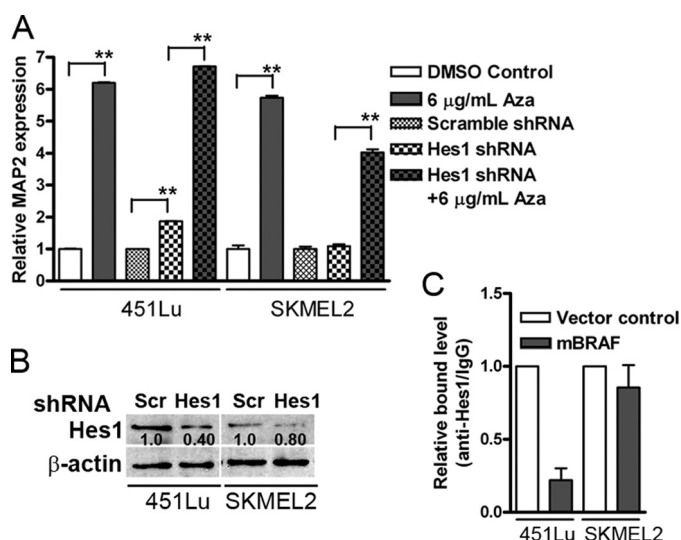 A
Relative MAP2 expression
7
6
5
4
3
2
1
0
**
**
**
**
**
451Lu
SKMEL2
DMSO Control
6 μg/mL Aza
Scramble shRNA
Hes1 shRNA
Hes1 shRNA
+6 μg/mL Aza
B
shRNA
Scr Hes1 Scr Hes1
Hes1
1.0 0.40 1.0 0.80
β-actin
451Lu SKMEL2
C
Relative bound level
(anti-Hes1/IgG)
1.5
1.0
0.5
0.0
Vector control
mBRAF
451Lu SKMEL2